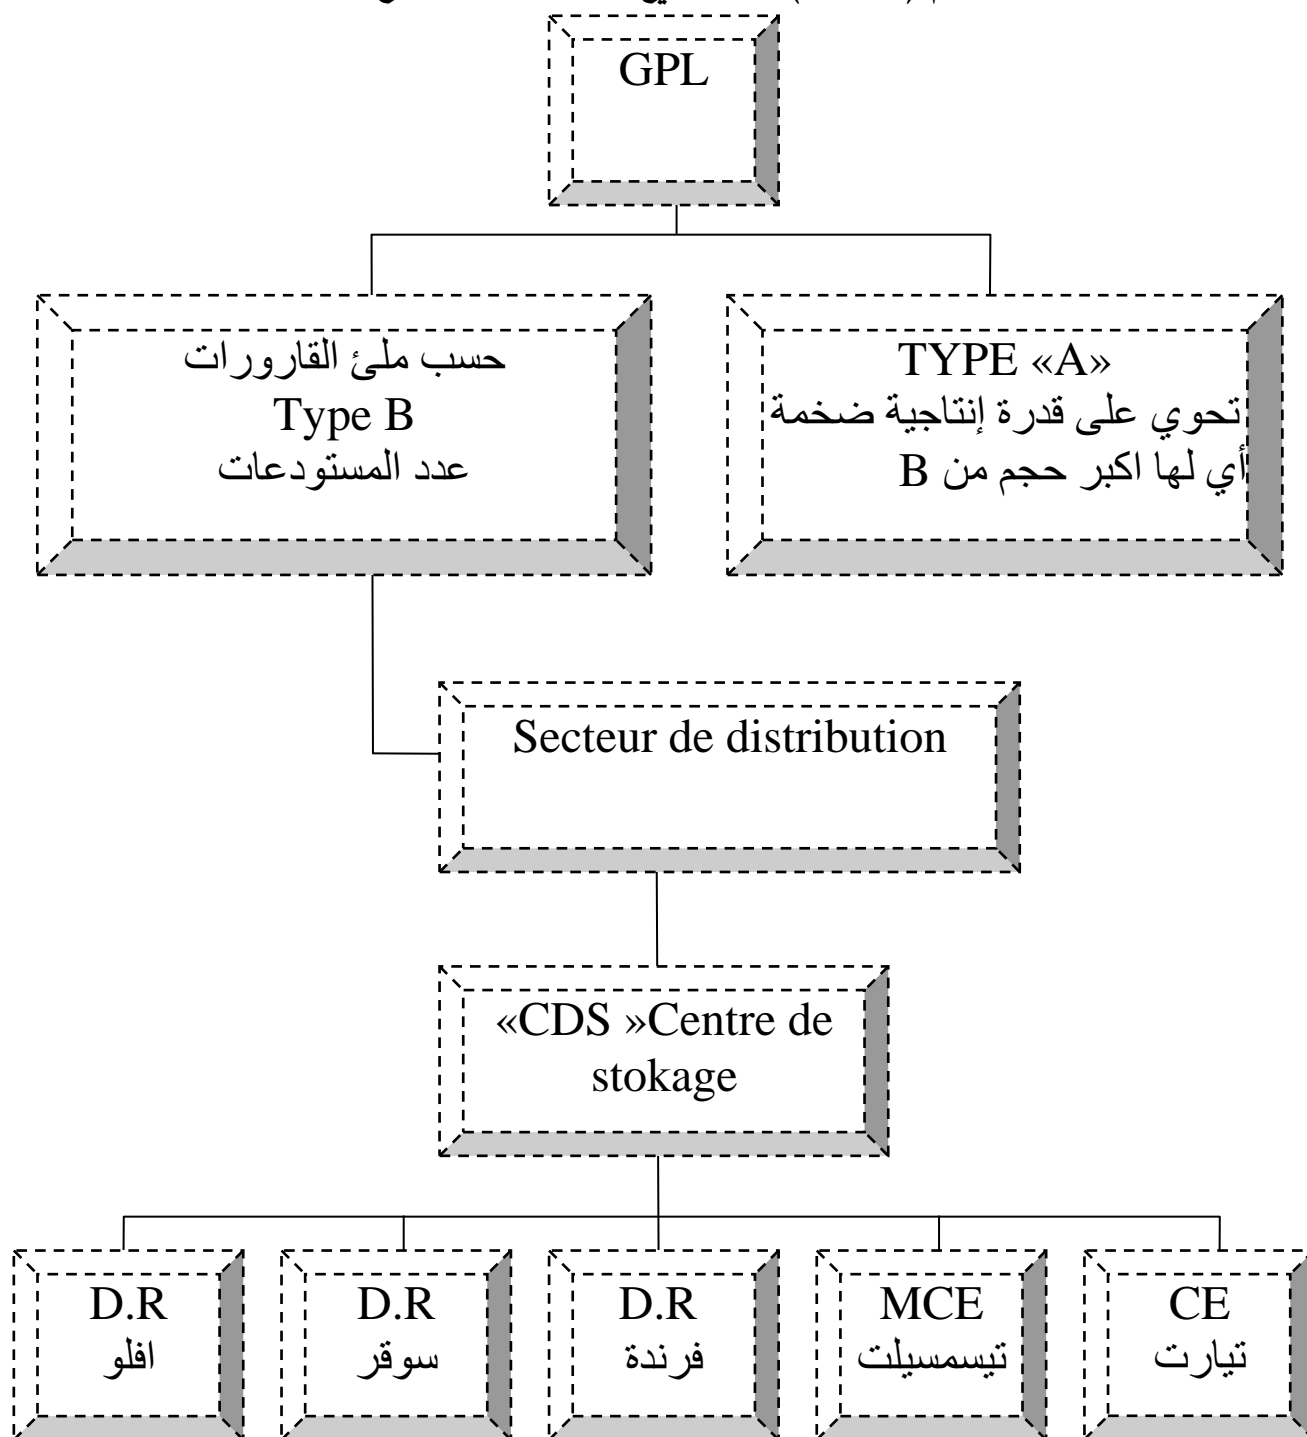 GPL
TYPE «A»
تحوي على قدرة إنتاجية ضخمة
أي لها اكبر حجم من B
حسب ملئ القارورات
Type B
عدد المستودعات
Secteur de distribution
«CDS »Centre de
stokage
CE
تيارت
MCE
تيسمسيلت
D.R
فرندة
D.R
سوقر
D.R
افلو